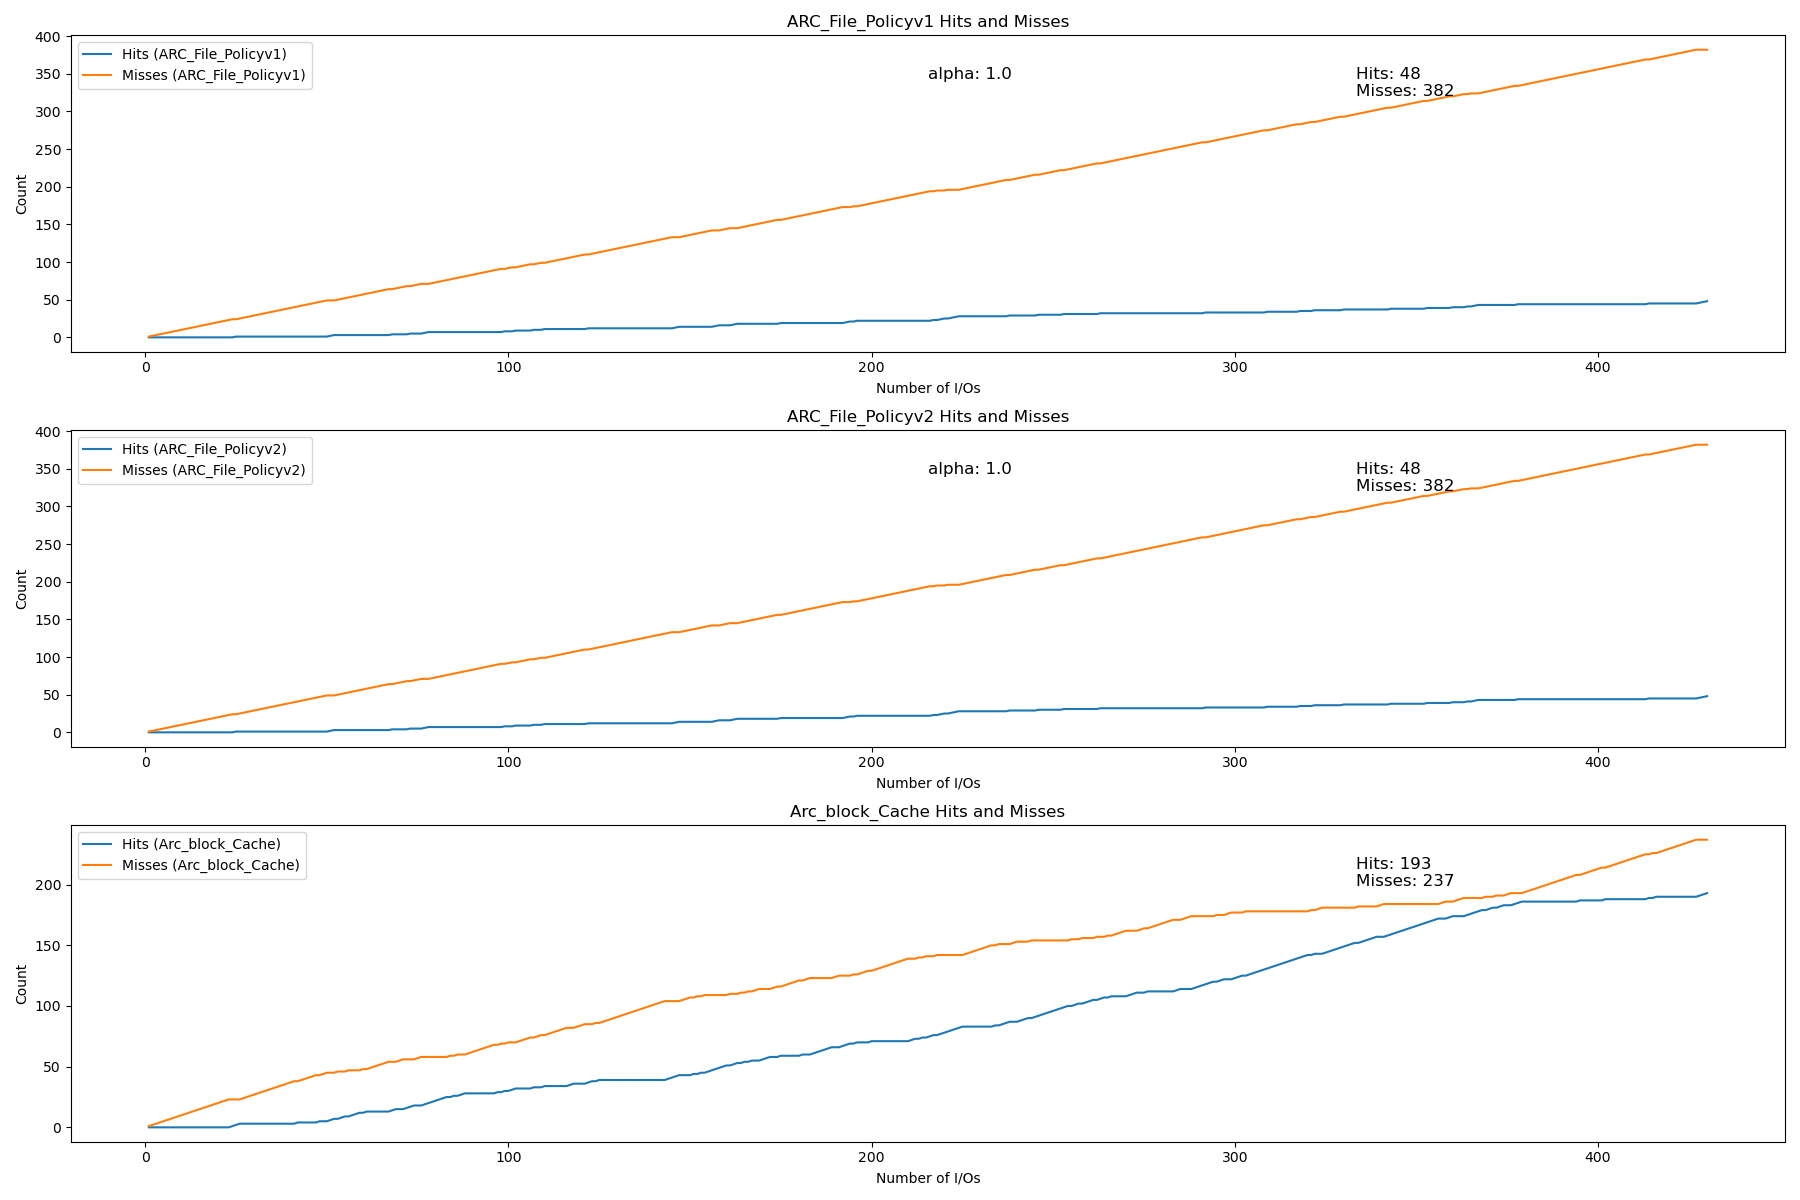 ARC_File_Policyv1 Hits and Misses
Hits (ARC_File_Policyv1)
Misses (ARC_File_Policyv1)
alpha: 1.0
Hits: 48
Misses: 382
400
350
300
250
200
150
100
50
0
Count
0 100 200 300 400
Number of I/Os
ARC_File_Policyv2 Hits and Misses
Hits (ARC_File_Policyv2)
Misses (ARC_File_Policyv2)
alpha: 1.0
Hits: 48
Misses: 382
400
350
300
250
200
150
100
50
0
Count
0 100 200 300 400
Number of I/Os
Arc_block_Cache Hits and Misses
Hits (Arc_block_Cache)
Misses (Arc_block_Cache)
Hits: 193
Misses: 237
200
150
100
50
0
Count
0 100 200 300 400
Number of I/Os